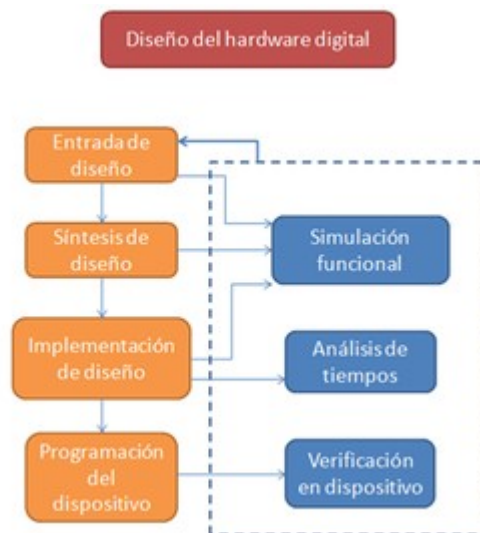 Diseño del hardware digital
Entrada de
diseño
Síntesis de
diseño
Simulación
funcional
Implementación
de diseño
Análisis de
tiempos
Programación
del
dispositivo
Verificación
en dispositivo